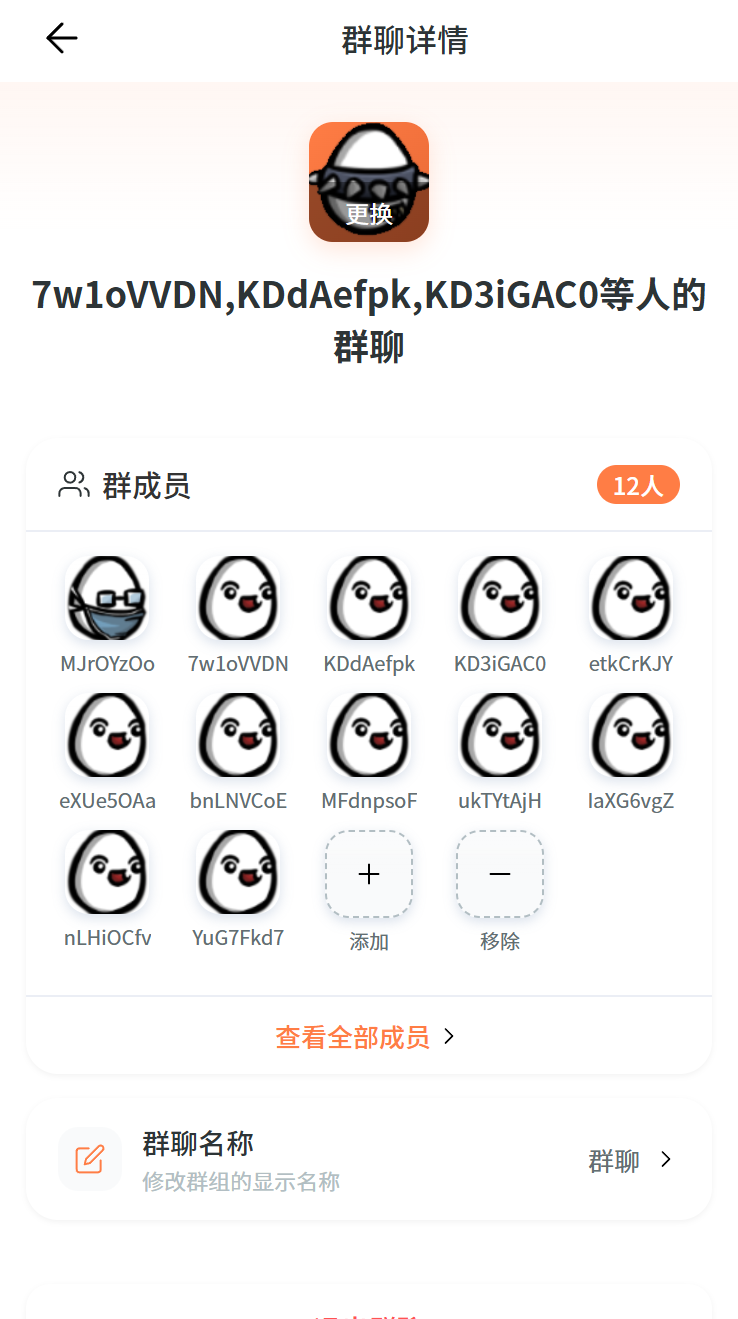 群聊详情
更换
7w1oVVDN,KDdAefpk,KD3iGAC0等人的
群聊
群成员
12人
MJrOYzOo 7w1oVVDN KDdAefpk KD3iGAC0 etkCrKJY
eXUe5OAa bnLNVCoE MFdnpsoF ukTYtAjH IaXG6vgZ
nLHiOCfv YuG7Fkd7 添加 移除
查看全部成员
群聊名称
修改群组的显示名称
群聊